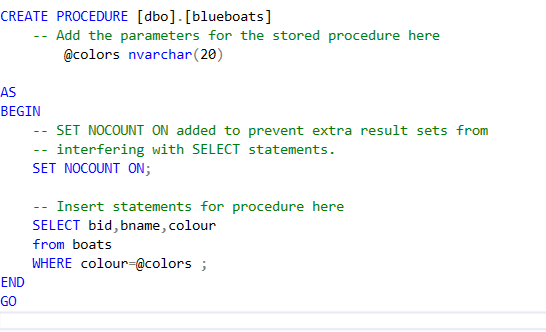 CREATE PROCEDURE [dbo].[blueboats]
-- Add the parameters for the stored procedure here
@colors nvarchar(20)
AS
BEGIN
-- SET NOCOUNT ON added to prevent extra result sets from
-- interfering with SELECT statements.
SET NOCOUNT ON;
-- Insert statements for procedure here
SELECT bid,bname,colour
from boats
WHERE colour=@colors ;
END
GO